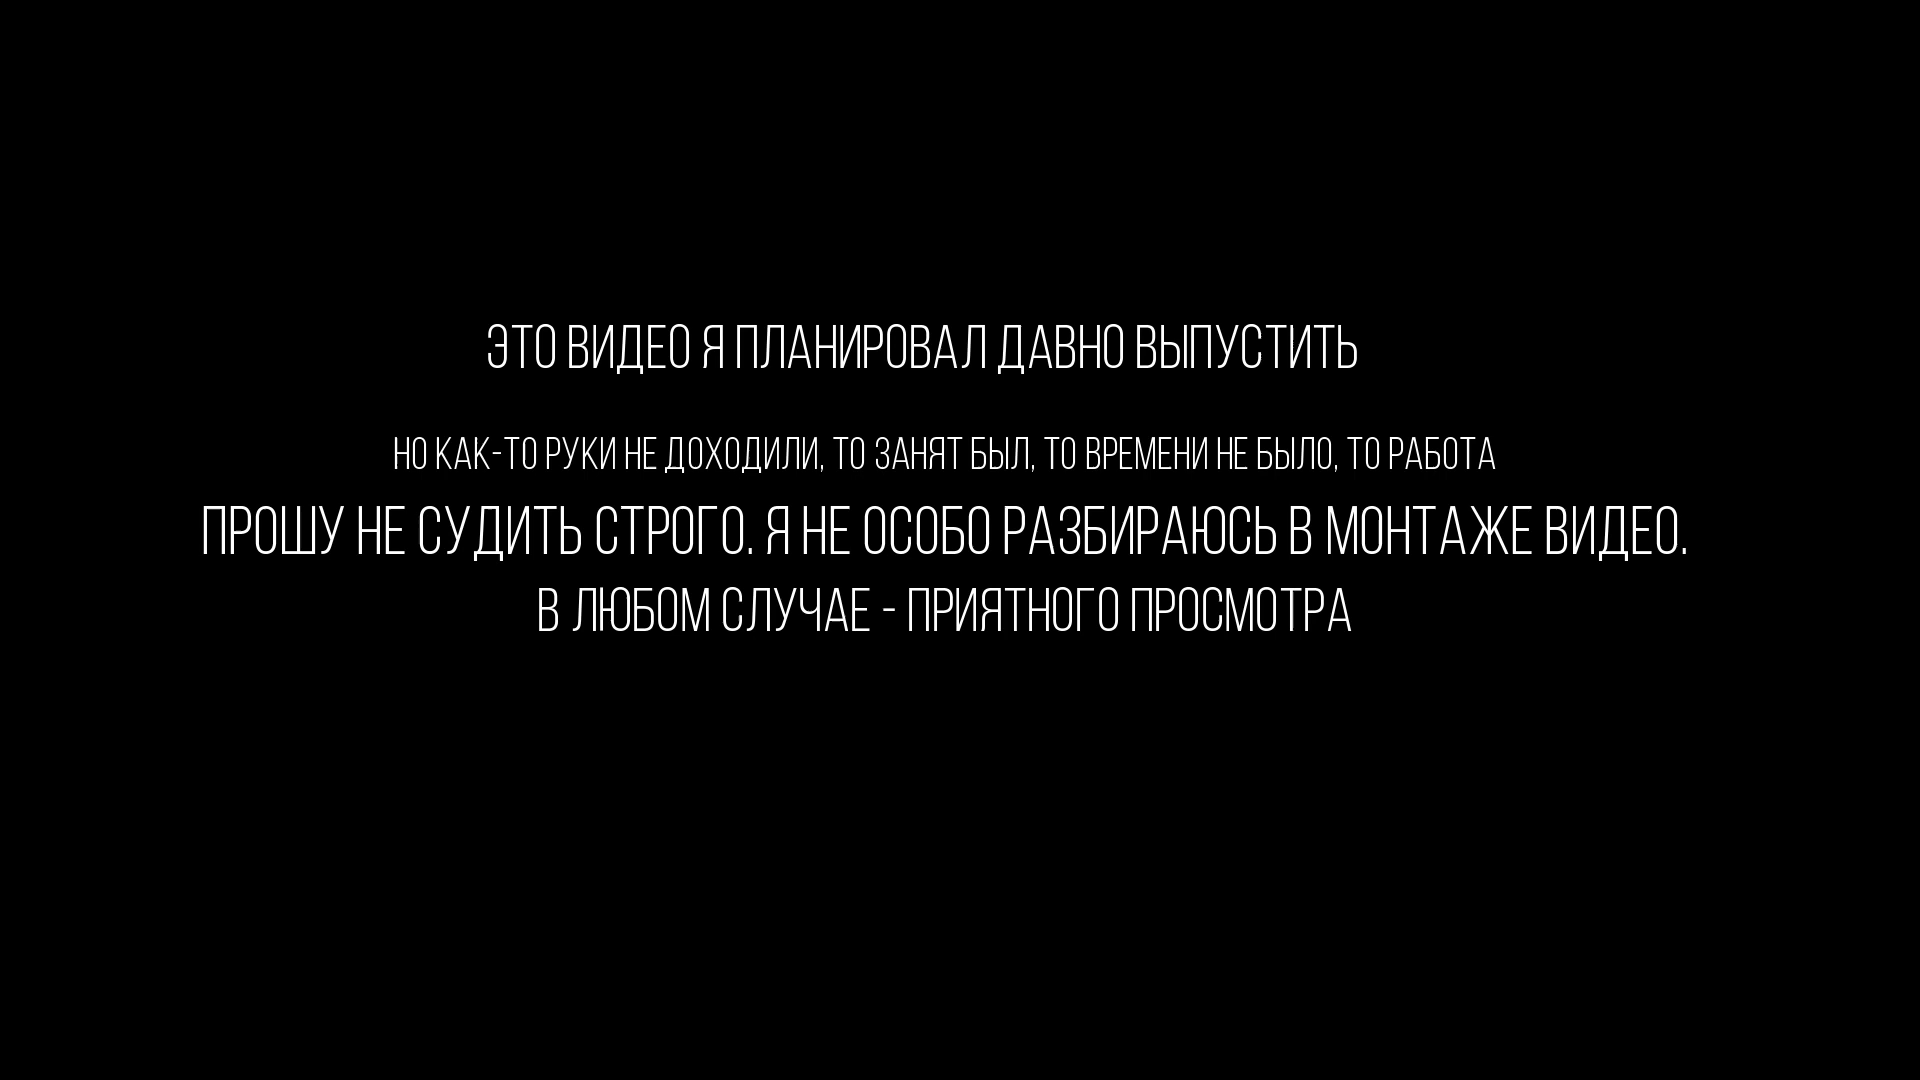 ЭТО ВИДЕО Я ПЛАНИРОВАЛ ДАВНО ВЫПУСТИТЬ
НО КАК-ТО РУКИ НЕ ДОХОДИЛИ, ТО ЗАНЯТ БЫЛ, ТО ВРЕМЕНИ НЕ БЫЛО, ТО РАБОТА
ПРОШУ НЕ СУДИТЬ СТРОГО. Я НЕ ОСОБО РАЗБИРАЮСЬ В МОНТАЖЕ ВИДЕО.
В ЛЮБОМ СЛУЧАЕ - ПРИЯТНОГО ПРОСМОТРА